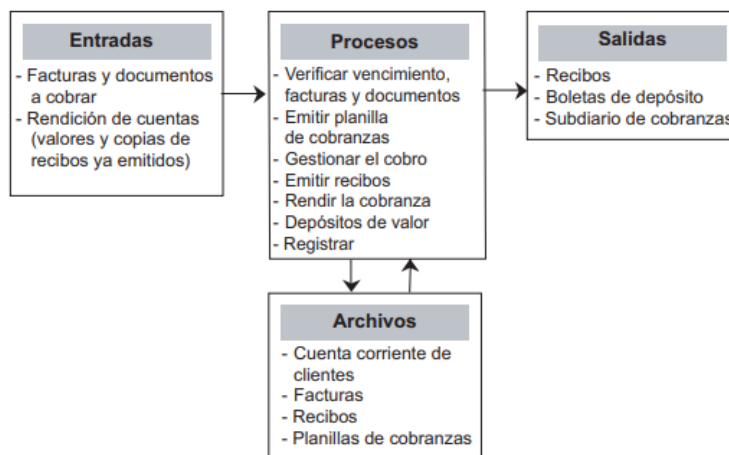 Entradas
- Facturas y documentos
a cobrar
- Rendición de cuentas
(valores y copias de
recibos ya emitidos)
Procesos
- Verificar vencimiento,
facturas y documentos
- Emitir planilla
de cobranzas
- Gestionar el cobro
- Emitir recibos
- Rendir la cobranza
- Depósitos de valor
- Registrar
Salidas
- Recibos
- Boletas de depósito
- Subdiario de cobranzas
Archivos
- Cuenta corriente de
clientes
- Facturas
- Recibos
- Planillas de cobranzas